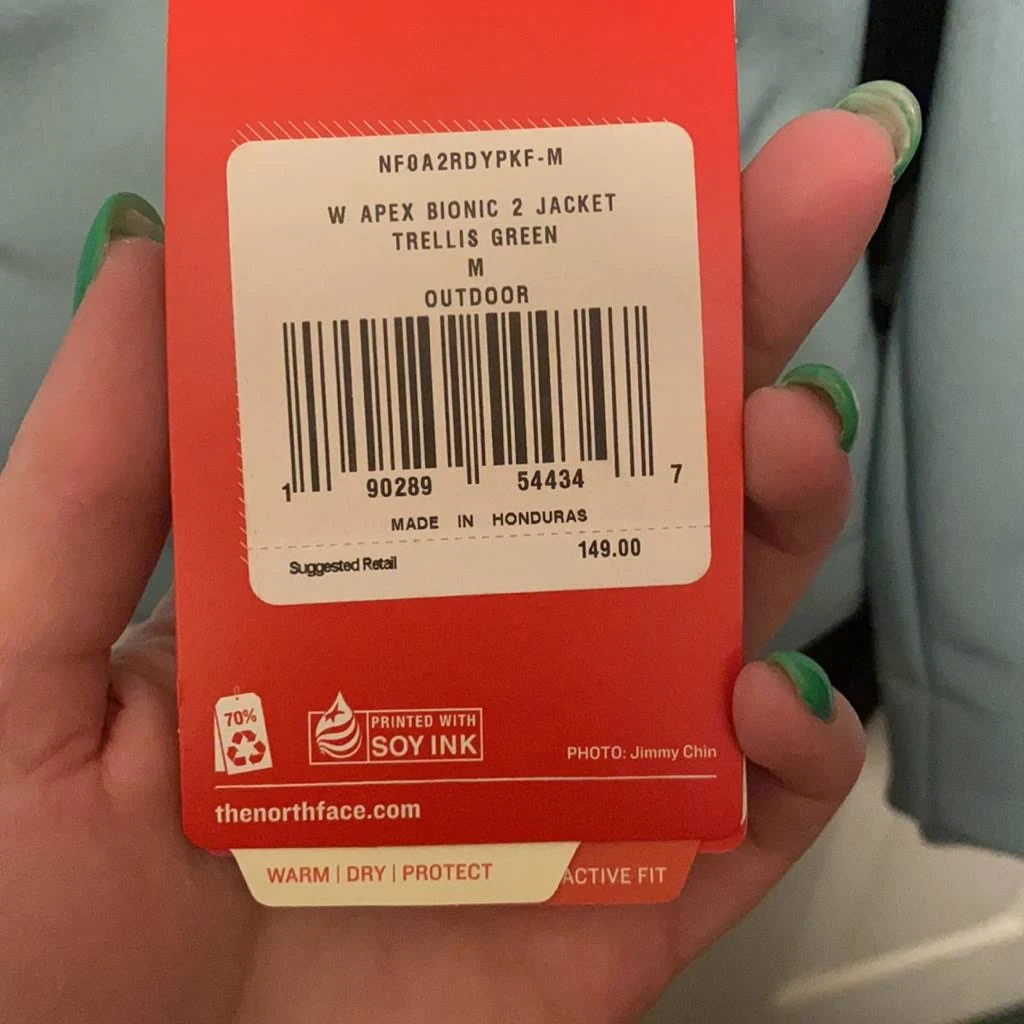 NF0A2RDYPKF-M
W APEX BIONIC 2 JACKET
TRELLIS GREEN
M
OUTDOOR
1 90289 54434 7
MADE IN HONDURAS
Suggested Retail 149.00
70%
PRINTED WITH
SOY INK
PHOTO: Jimmy Chin
thenorthface.com
WARM | DRY | PROTECT
ACTIVE FIT